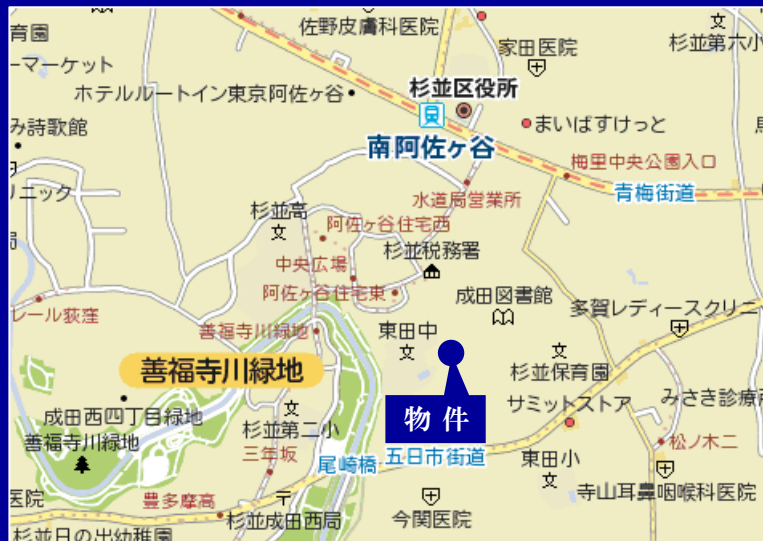 育園
佐野皮膚科医院
家田医院
杉並第六小
ーマーケット
杉並区役所
ホテルルートイン東京阿佐ヶ谷
まいばすけっと
み詩歌館
南阿佐ヶ谷
梅里中央公園入口
リニック
水道局営業所
青梅街道
杉並高
阿佐ヶ谷住宅西
杉並税務署
中央広場
阿佐ヶ谷住宅東
成田図書館
レール荻窪
善福寺川緑地
東田中
多賀レディースクリニ
善福寺川緑地
杉並保育園
成田西四丁目緑地
物件
サミットストア
みさき診療所
善福寺川緑地
杉並第二小
三年坂
尾崎橋
五日市街道
東田小
松ノ木二
医院
豊多摩高
杉並成田西局
今関医院
寺山耳鼻咽喉科医院
杉並日の出幼稚園